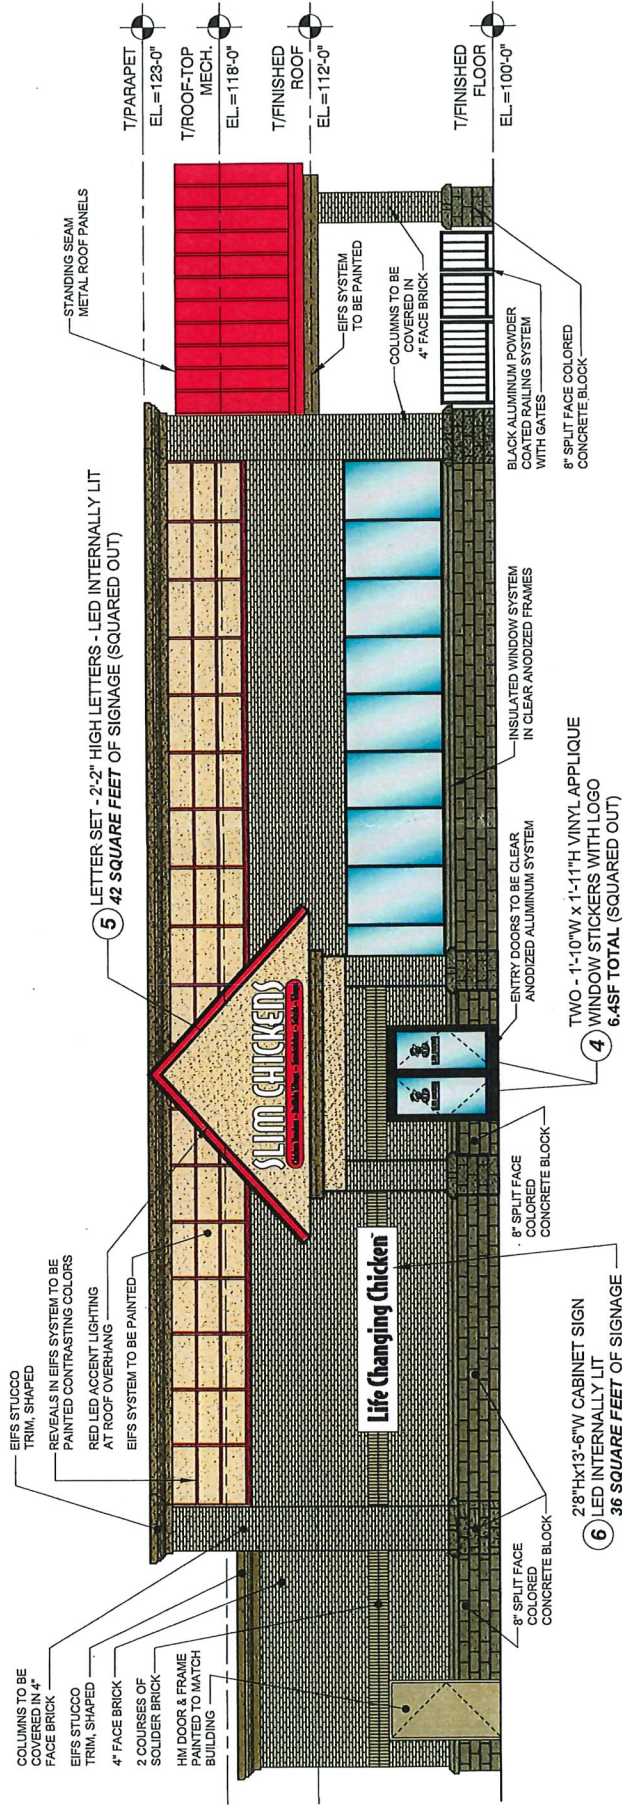 COLUMNS TO BE
COVERED IN 4"
FACE BRICK
EIFS STUCCO
TRIM, SHAPED
4" FACE BRICK
2 COURSES OF
SOLIDER BRICK
HM DOOR & FRAME
PAINTED TO MATCH
BUILDING
EIFS STUCCO
TRIM, SHAPED
REVEALS IN EIFS SYSTEM TO BE
PAINTED CONTRASTING COLORS
RED LED ACCENT LIGHTING
AT ROOF OVERHANG
EIFS SYSTEM TO BE PAINTED
5
LETTER SET - 2'-2" HIGH LETTERS - LED INTERNALLY LIT
42 SQUARE FEET OF SIGNAGE (SQUARED OUT)
STANDING SEAM
METAL ROOF PANELS
T/PARAPET
EL.=123'-0"
T/ROOF-TOP
MECH.
EL.=118'-0"
T/FINISHED
ROOF
EL.=112'-0"
T/FINISHED
FLOOR
EL.=100'-0"
SLIM CHICKENS
Life Changing Chicken™
EIFS SYSTEM
TO BE PAINTED
COLUMNS TO BE
COVERED IN
4" FACE BRICK
8" SPLIT FACE
COLORED
CONCRETE BLOCK
2'8"Hx13'-6"W CABINET SIGN
6
LED INTERNALLY LIT
36 SQUARE FEET OF SIGNAGE
8" SPLIT FACE
COLORED
CONCRETE BLOCK
ENTRY DOORS TO BE CLEAR
ANODIZED ALUMINUM SYSTEM
TWO - 1'-10"W x 1'-11"H VINYL APPLIQUE
4
WINDOW STICKERS WITH LOGO
6.4SF TOTAL (SQUARED OUT)
INSULATED WINDOW SYSTEM
IN CLEAR ANODIZED FRAMES
BLACK ALUMINUM POWDER
COATED RAILING SYSTEM
WITH GATES
8" SPLIT FACE COLORED
CONCRETE BLOCK